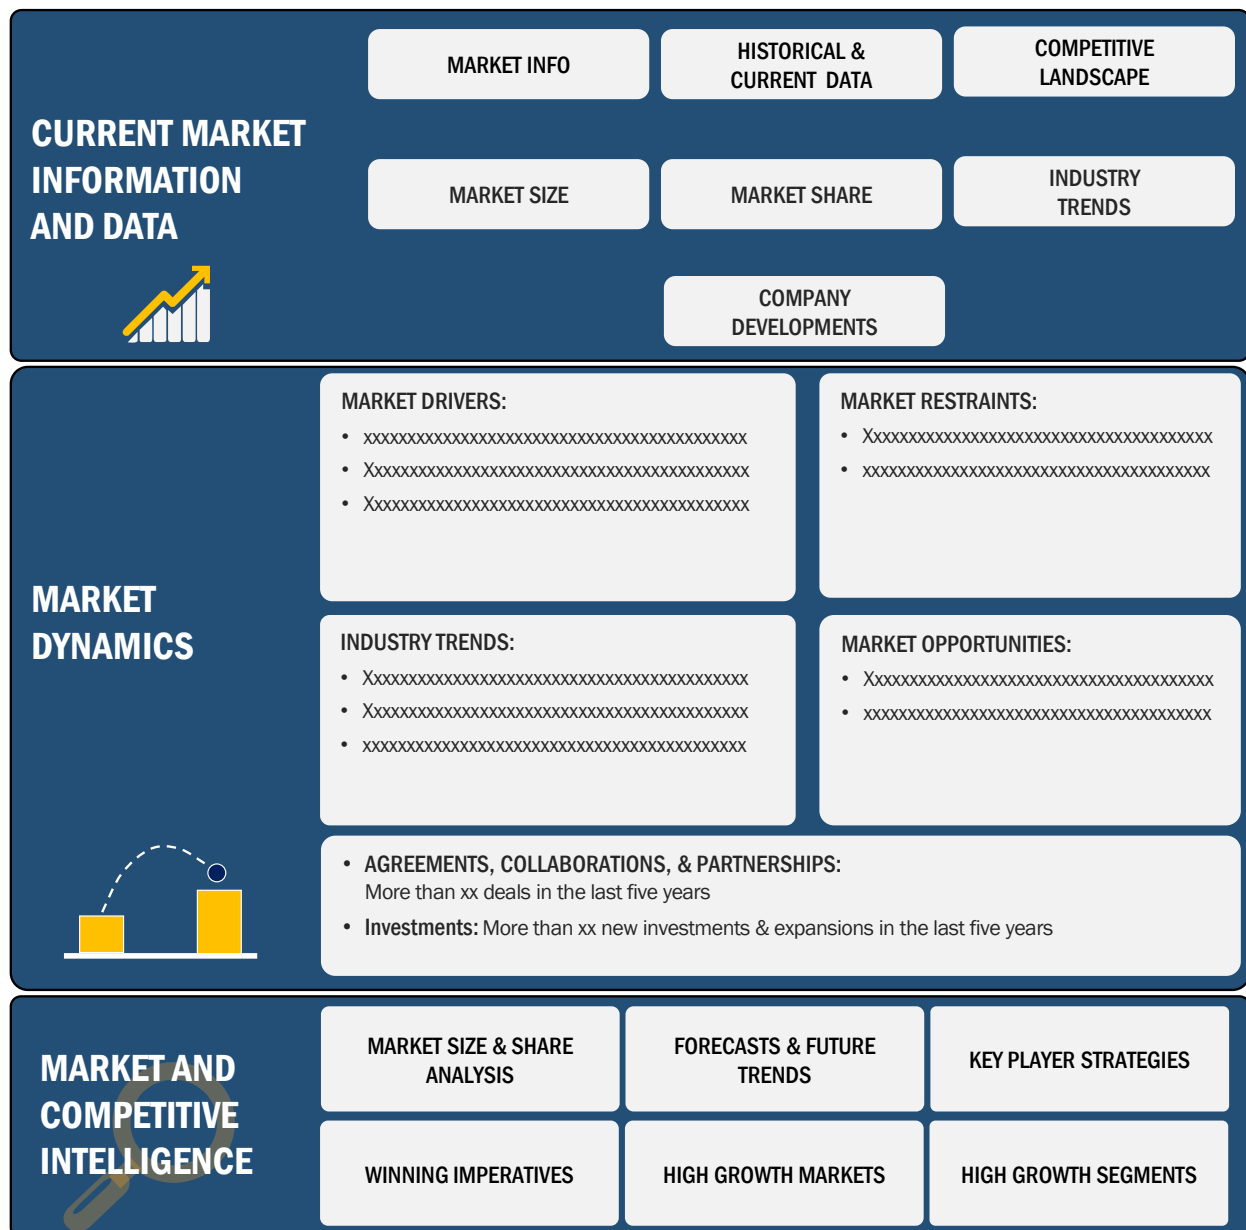 CURRENT MARKET
INFORMATION
AND DATA
MARKET INFO
HISTORICAL &
CURRENT DATA
COMPETITIVE
LANDSCAPE
MARKET SIZE
MARKET SHARE
INDUSTRY
TRENDS
COMPANY
DEVELOPMENTS
MARKET
DYNAMICS
MARKET DRIVERS:
• xxxxxxxxxxxxxxxxxxxxxxxxxxxxxxxxxxxxxxxxxxx
• Xxxxxxxxxxxxxxxxxxxxxxxxxxxxxxxxxxxxxxxxxxx
• Xxxxxxxxxxxxxxxxxxxxxxxxxxxxxxxxxxxxxxxxxxx
MARKET RESTRAINTS:
• Xxxxxxxxxxxxxxxxxxxxxxxxxxxxxxxxxxxxxxx
• xxxxxxxxxxxxxxxxxxxxxxxxxxxxxxxxxxxxxxx
INDUSTRY TRENDS:
• Xxxxxxxxxxxxxxxxxxxxxxxxxxxxxxxxxxxxxxxxxxx
• Xxxxxxxxxxxxxxxxxxxxxxxxxxxxxxxxxxxxxxxxxxx
• xxxxxxxxxxxxxxxxxxxxxxxxxxxxxxxxxxxxxxxxxxx
MARKET OPPORTUNITIES:
• Xxxxxxxxxxxxxxxxxxxxxxxxxxxxxxxxxxxxxxx
• xxxxxxxxxxxxxxxxxxxxxxxxxxxxxxxxxxxxxxx
• AGREEMENTS, COLLABORATIONS, & PARTNERSHIPS:
More than xx deals in the last five years
• Investments: More than xx new investments & expansions in the last five years
MARKET AND
COMPETITIVE
INTELLIGENCE
MARKET SIZE & SHARE
ANALYSIS
FORECASTS & FUTURE
TRENDS
KEY PLAYER STRATEGIES
WINNING IMPERATIVES
HIGH GROWTH MARKETS
HIGH GROWTH SEGMENTS